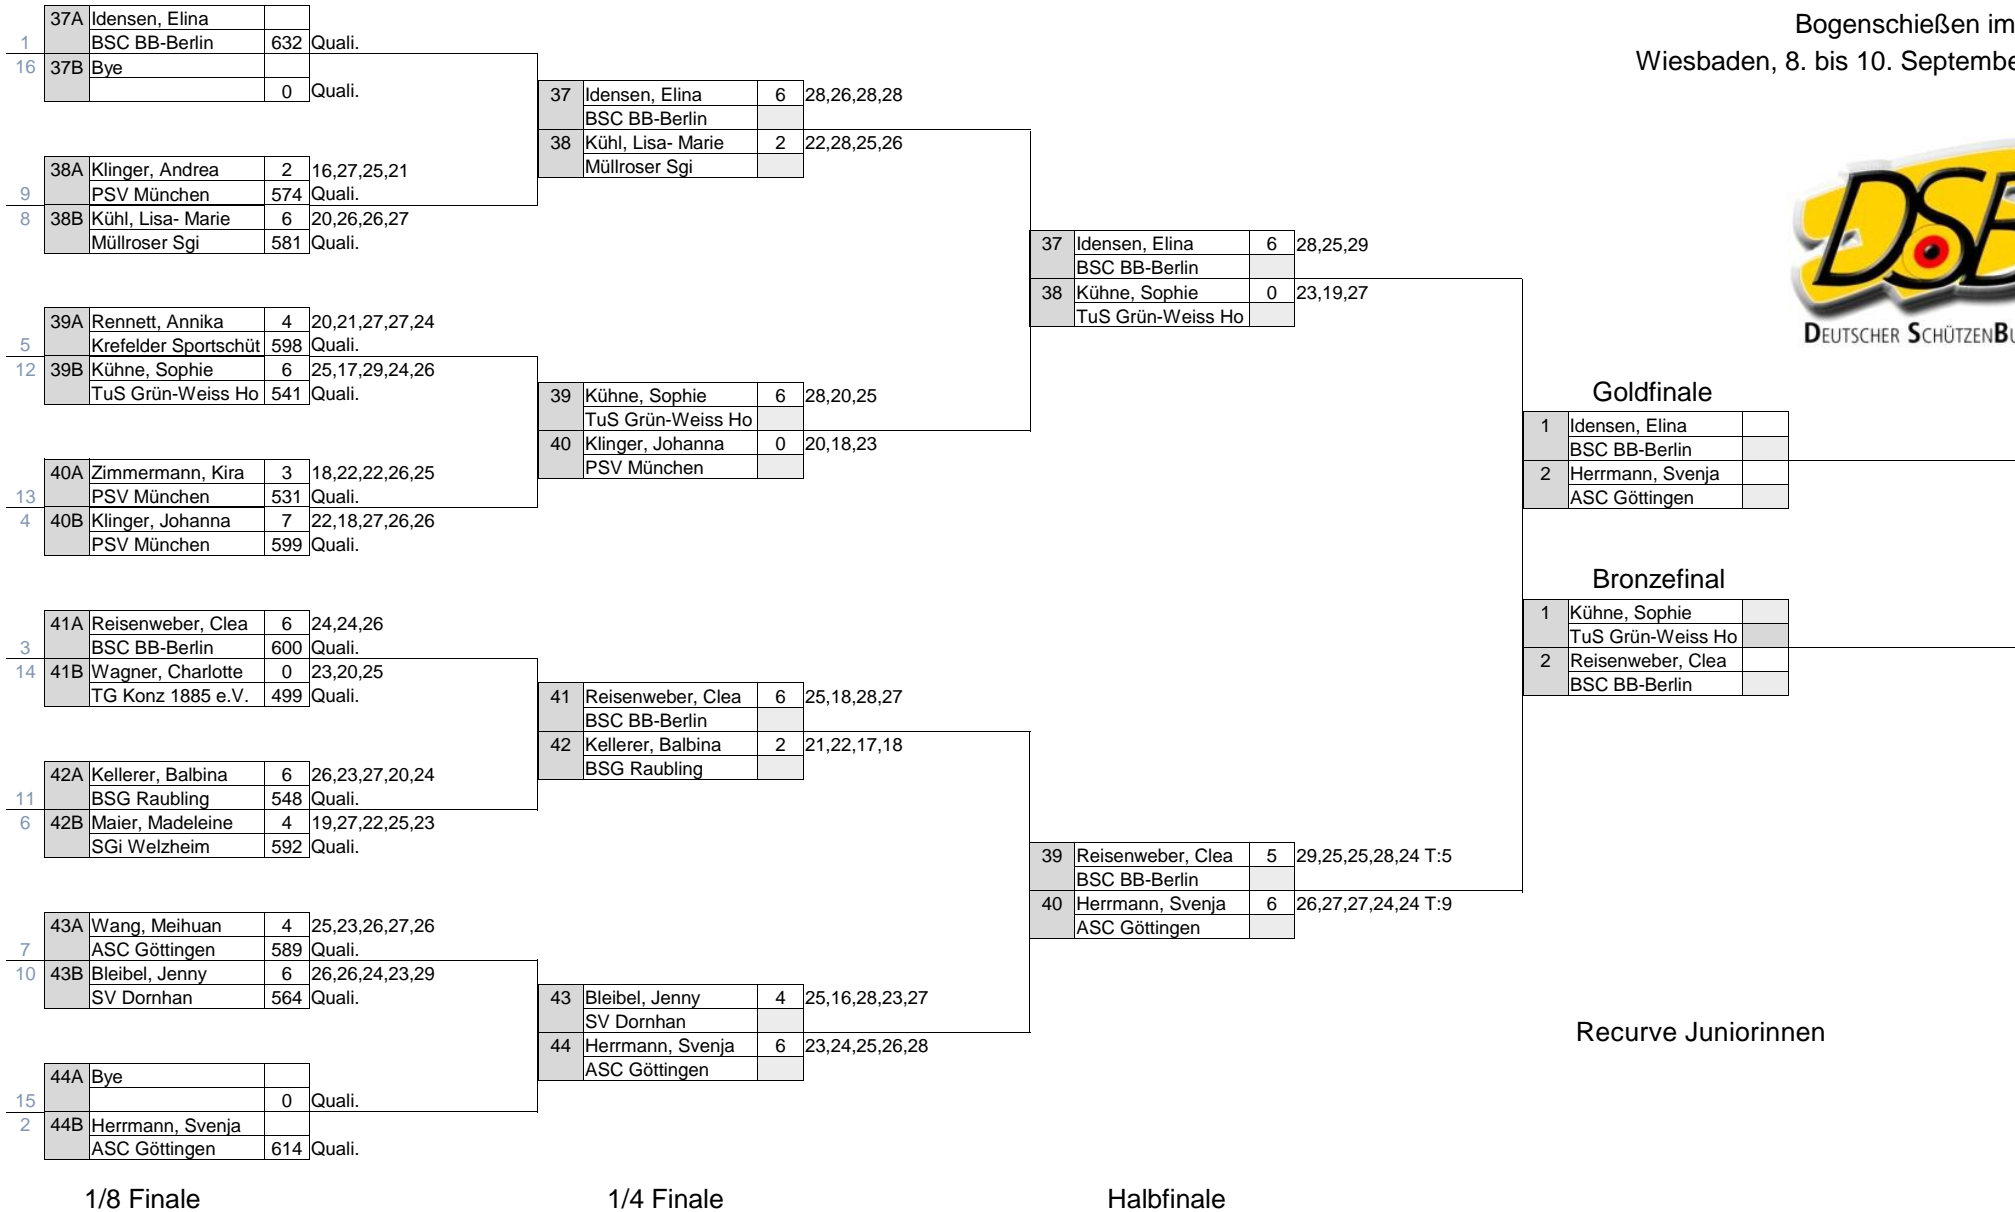 Bogenschießen im
Wiesbaden, 8. bis 10. Septembe
DSB
DEUTSCHER SCHÜTZENBU
37A Idensen, Elina
1 BSC BB-Berlin 632 Quali.
16 37B Bye
0 Quali.
38A Klinger, Andrea 2 16,27,25,21
9 PSV München 574 Quali.
8 38B Kühl, Lisa- Marie 6 20,26,26,27
Müllroser Sgi 581 Quali.
39A Rennett, Annika 4 20,21,27,27,24
5 Krefelder Sportschüt 598 Quali.
12 39B Kühne, Sophie 6 25,17,29,24,26
TuS Grün-Weiss Ho 541 Quali.
40A Zimmermann, Kira 3 18,22,22,26,25
13 PSV München 531 Quali.
4 40B Klinger, Johanna 7 22,18,27,26,26
PSV München 599 Quali.
41A Reisenweber, Clea 6 24,24,26
3 BSC BB-Berlin 600 Quali.
14 41B Wagner, Charlotte 0 23,20,25
TG Konz 1885 e.V. 499 Quali.
42A Kellerer, Balbina 6 26,23,27,20,24
11 BSG Raubling 548 Quali.
6 42B Maier, Madeleine 4 19,27,22,25,23
SGi Welzheim 592 Quali.
43A Wang, Meihuan 4 25,23,26,27,26
7 ASC Göttingen 589 Quali.
10 43B Bleibel, Jenny 6 26,26,24,23,29
SV Dornhan 564 Quali.
44A Bye
15 0 Quali.
2 44B Herrmann, Svenja
ASC Göttingen 614 Quali.
1/8 Finale
37 Idensen, Elina 6 28,26,28,28
BSC BB-Berlin
38 Kühl, Lisa- Marie 2 22,28,25,26
Müllroser Sgi
39 Kühne, Sophie 6 28,20,25
TuS Grün-Weiss Ho
40 Klinger, Johanna 0 20,18,23
PSV München
41 Reisenweber, Clea 6 25,18,28,27
BSC BB-Berlin
42 Kellerer, Balbina 2 21,22,17,18
BSG Raubling
43 Bleibel, Jenny 4 25,16,28,23,27
SV Dornhan
44 Herrmann, Svenja 6 23,24,25,26,28
ASC Göttingen
1/4 Finale
37 Idensen, Elina 6 28,25,29
BSC BB-Berlin
38 Kühne, Sophie 0 23,19,27
TuS Grün-Weiss Ho
39 Reisenweber, Clea 5 29,25,25,28,24 T:5
BSC BB-Berlin
40 Herrmann, Svenja 6 26,27,27,24,24 T:9
ASC Göttingen
Halbfinale
Goldfinale
1 Idensen, Elina
BSC BB-Berlin
2 Herrmann, Svenja
ASC Göttingen
Bronzefinal
1 Kühne, Sophie
TuS Grün-Weiss Ho
2 Reisenweber, Clea
BSC BB-Berlin
Recurve Juniorinnen